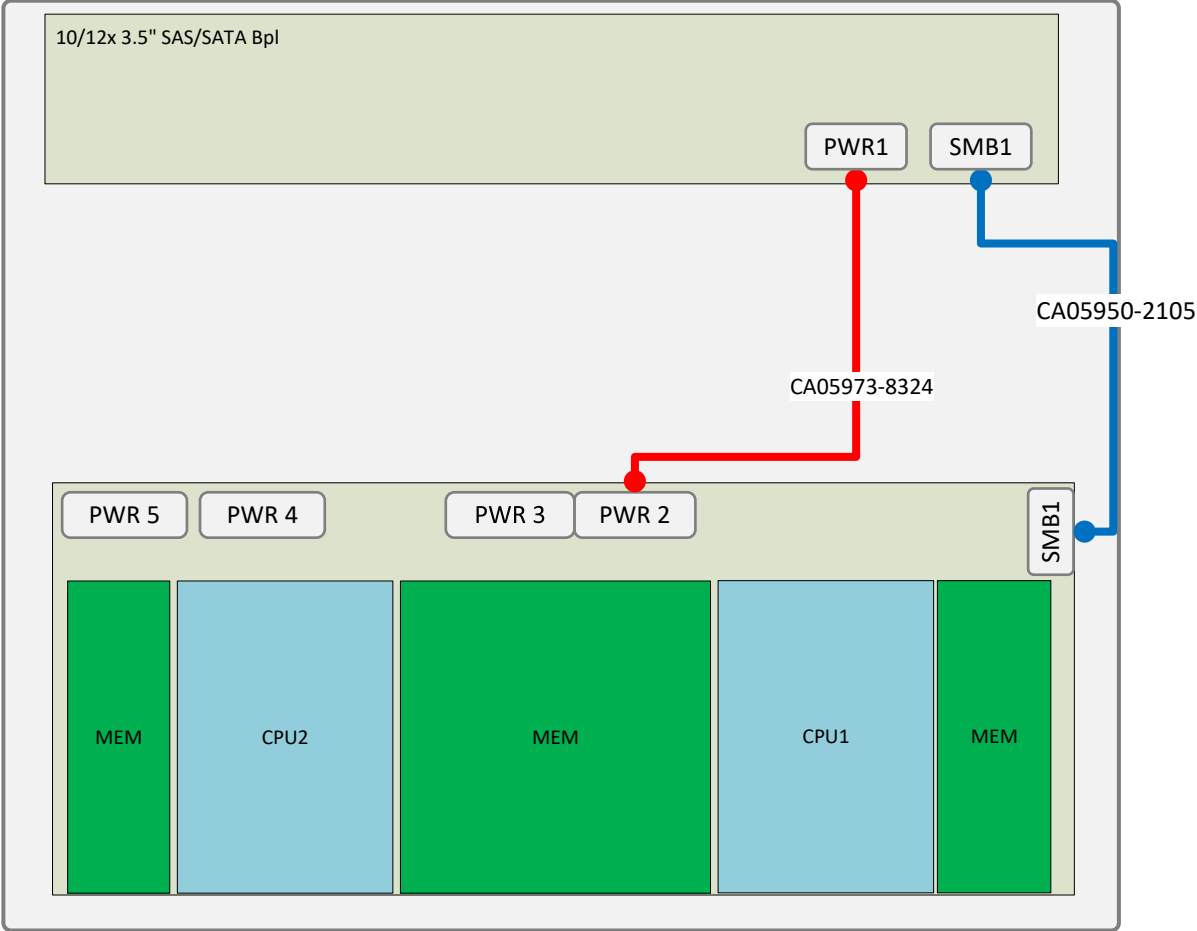 10/12x 3.5" SAS/SATA Bpl
PWR1
SMB1
CA05950-2105
CA05973-8324
PWR 5
PWR 4
PWR 3
PWR 2
SMB1
MEM
CPU2
MEM
CPU1
MEM